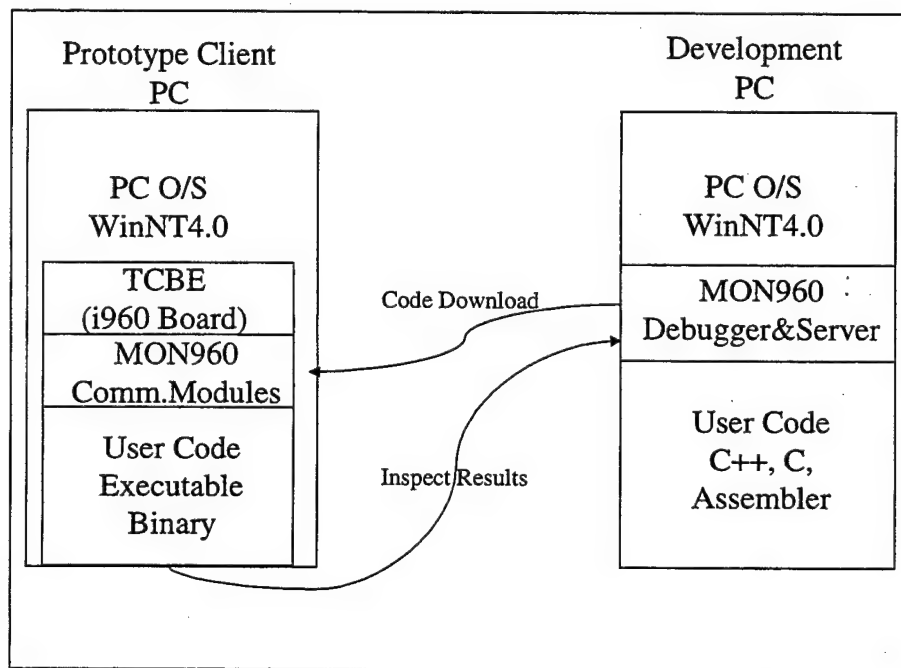 Prototype Client
PC
PC O/S
WinNT4.0
TCBE
(i960 Board)
MON960
Comm.Modules
User Code
Executable
Binary
Code Download
Inspect Results
Development
PC
PC O/S
WinNT4.0
MON960
Debugger&Server
User Code
C++, C,
Assembler